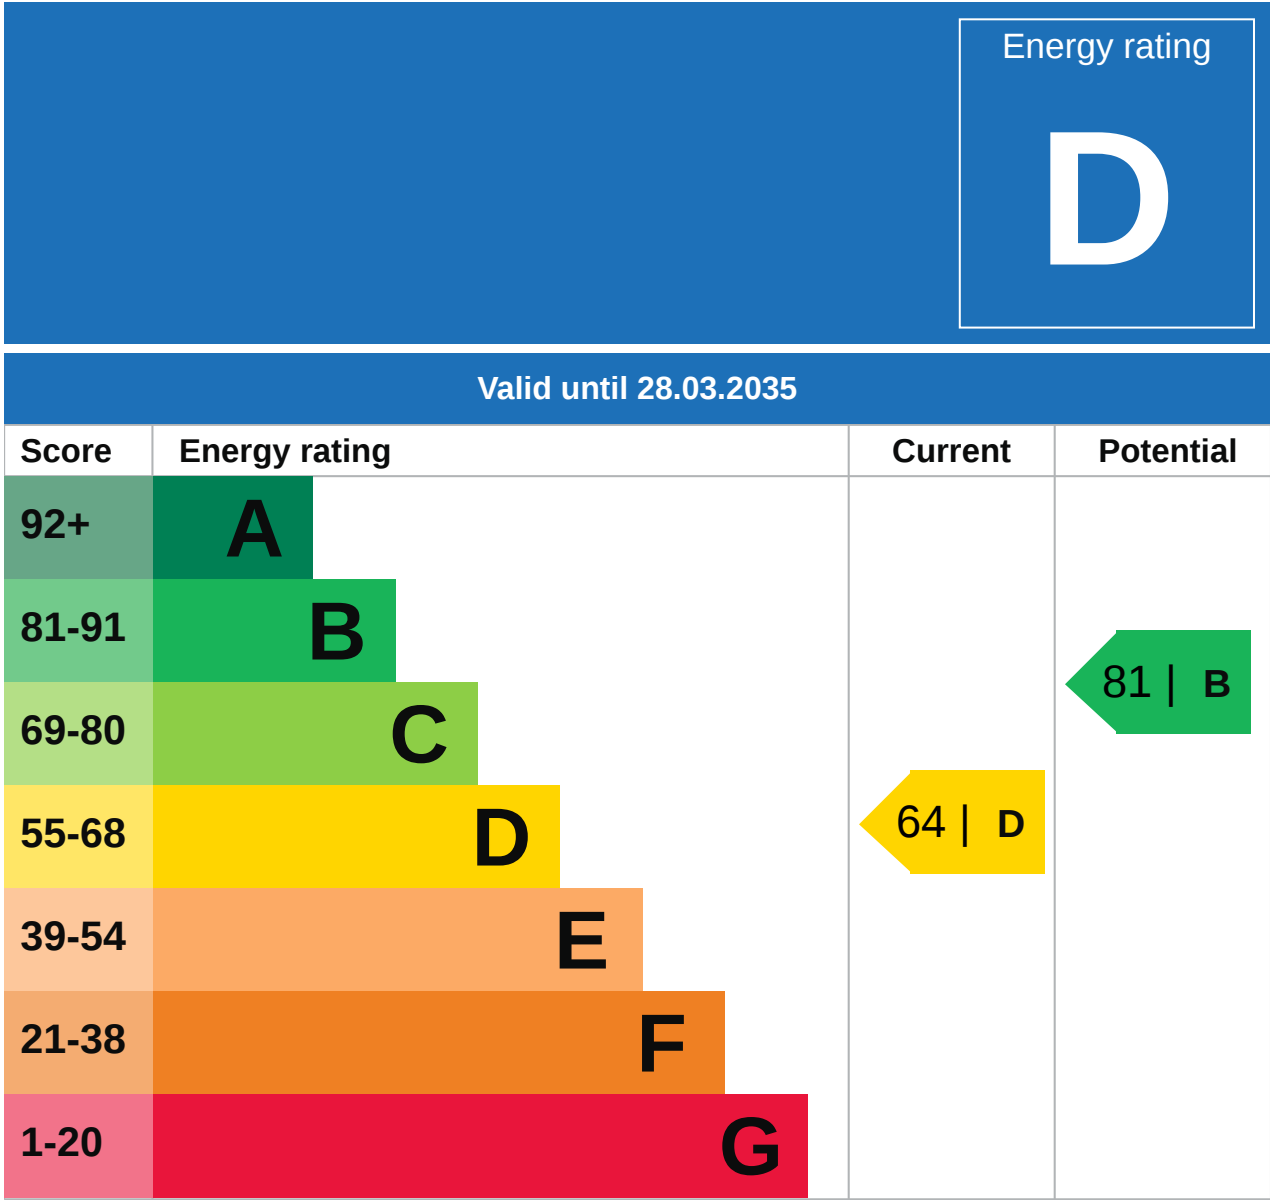 Energy rating
D
Valid until 28.03.2035
Score Energy rating Current Potential
92+ A
81-91 B
81 | B
69-80 C
55-68 D
64 | D
39-54 E
21-38 F
1-20 G